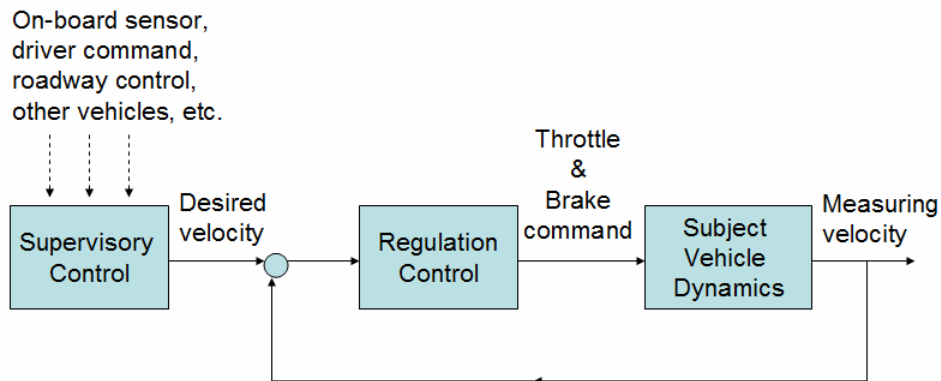 On-board sensor,
driver command,
roadway control,
other vehicles, etc.
Supervisory
Control
Desired
velocity
Regulation
Control
Throttle
&
Brake
command
Subject
Vehicle
Dynamics
Measuring
velocity